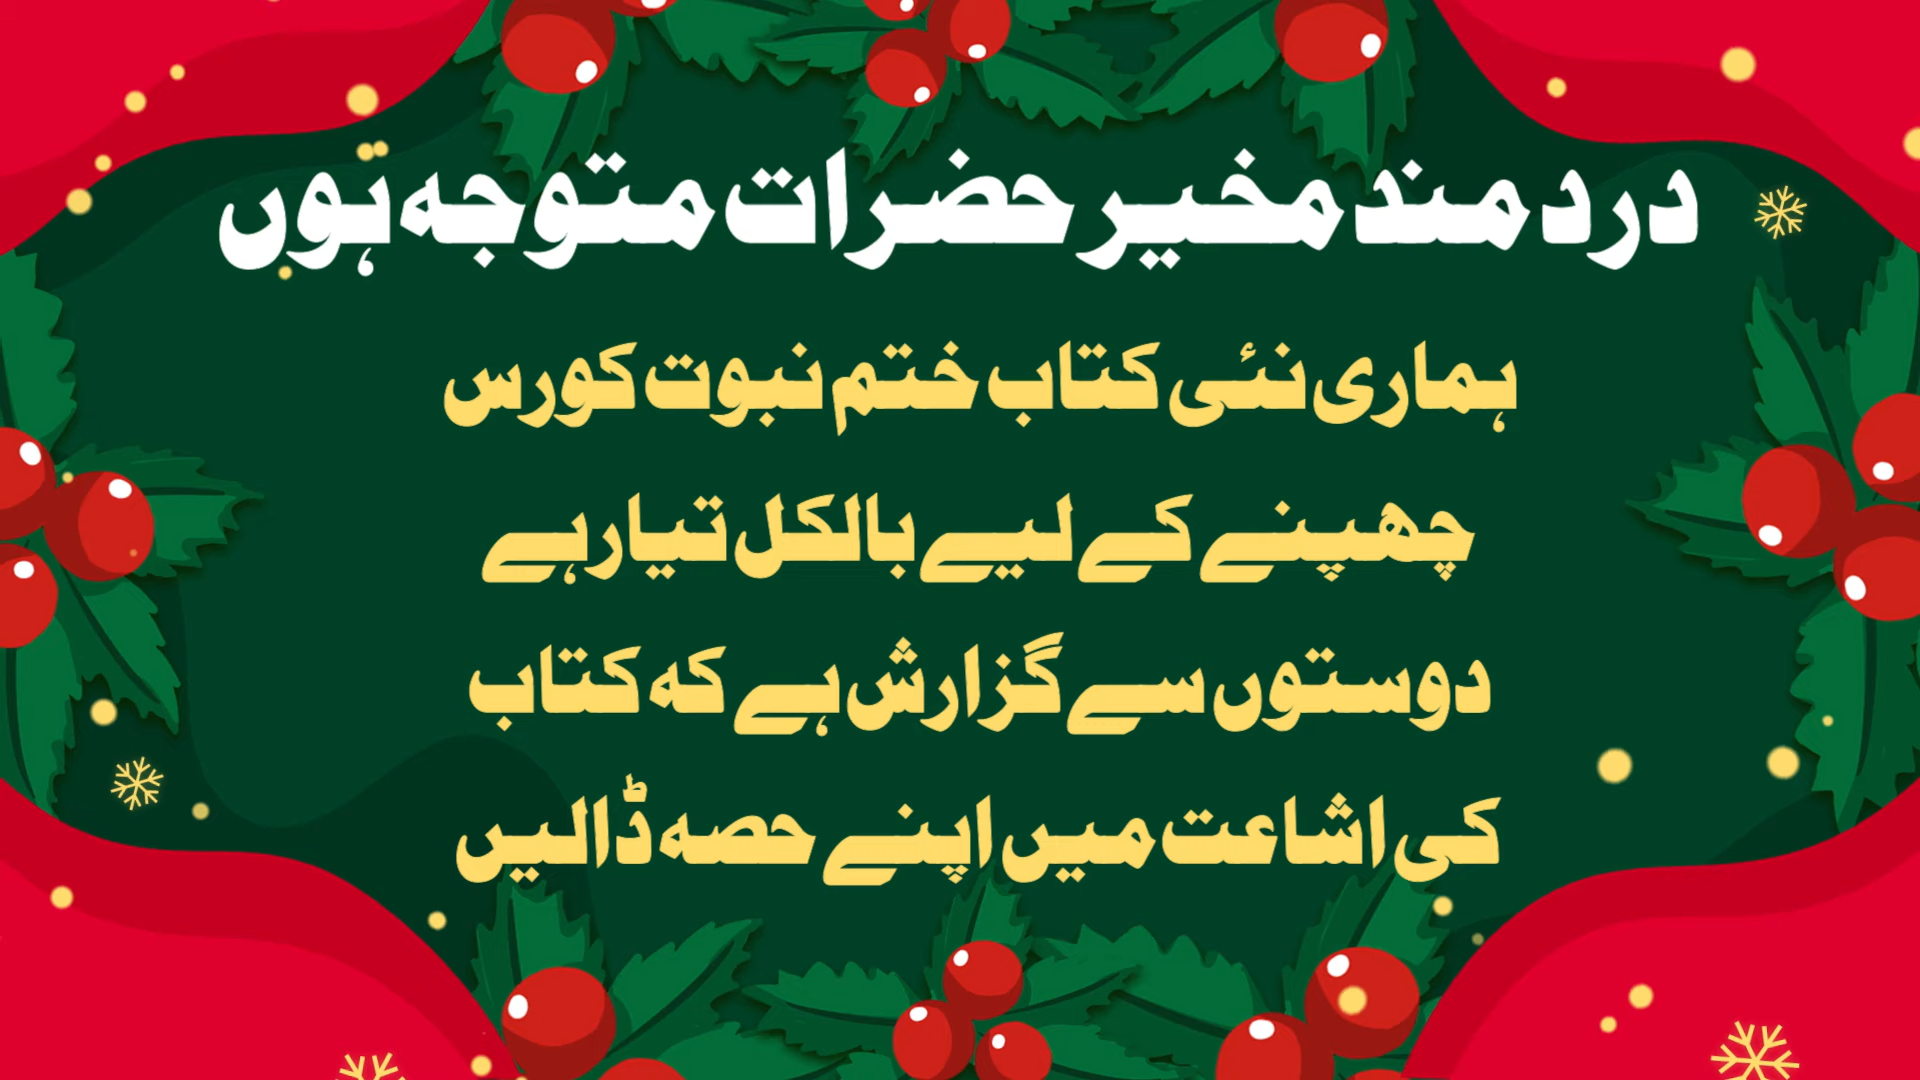 درد مند مخیر حضرات متوجہ ہوں
ہماری نئی کتاب ختم نبوت کورس
چھپنے کے لیے بالکل تیار ہے
دوستوں سے گزارش ہے کہ کتاب
کی اشاعت میں اپنے حصہ ڈالیں